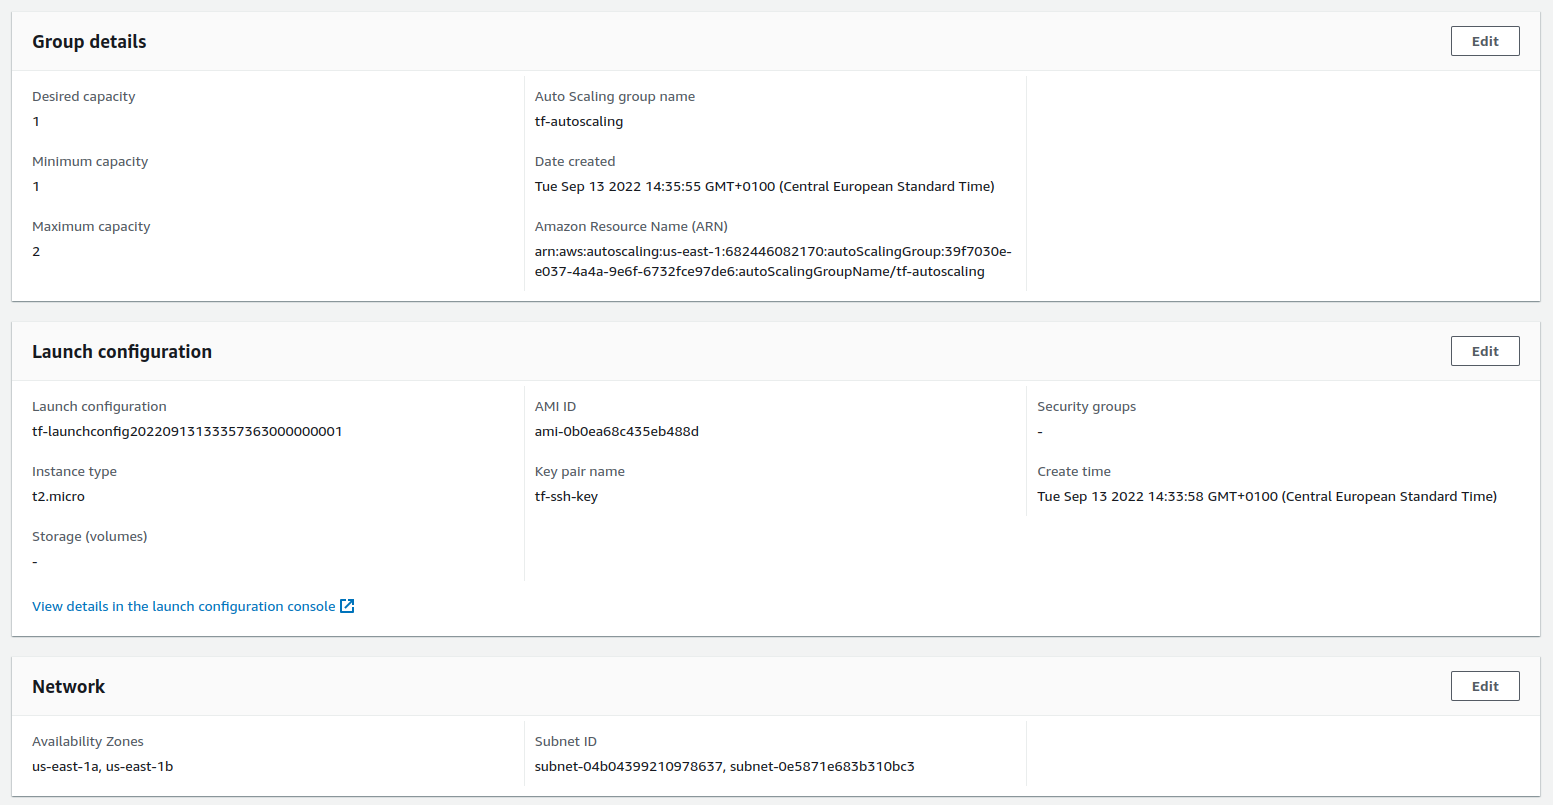 Group details
Edit
Desired capacity
1
Minimum capacity
1
Maximum capacity
2
Auto Scaling group name
tf-autoscaling
Date created
Tue Sep 13 2022 14:35:55 GMT+0100 (Central European Standard Time)
Amazon Resource Name (ARN)
arn:aws:autoscaling:us-east-1:682446082170:autoScalingGroup:39f7030e-
e037-4a4a-9e6f-6732fce97de6:autoScalingGroupName/tf-autoscaling
Launch configuration
Edit
Launch configuration
tf-launchconfig20220913133357363000000001
Instance type
t2.micro
Storage (volumes)
-
View details in the launch configuration console
AMI ID
ami-0b0ea68c435eb488d
Key pair name
tf-ssh-key
Security groups
-
Create time
Tue Sep 13 2022 14:33:58 GMT+0100 (Central European Standard Time)
Network
Edit
Availability Zones
us-east-1a, us-east-1b
Subnet ID
subnet-04b04399210978637, subnet-0e5871e683b310bc3